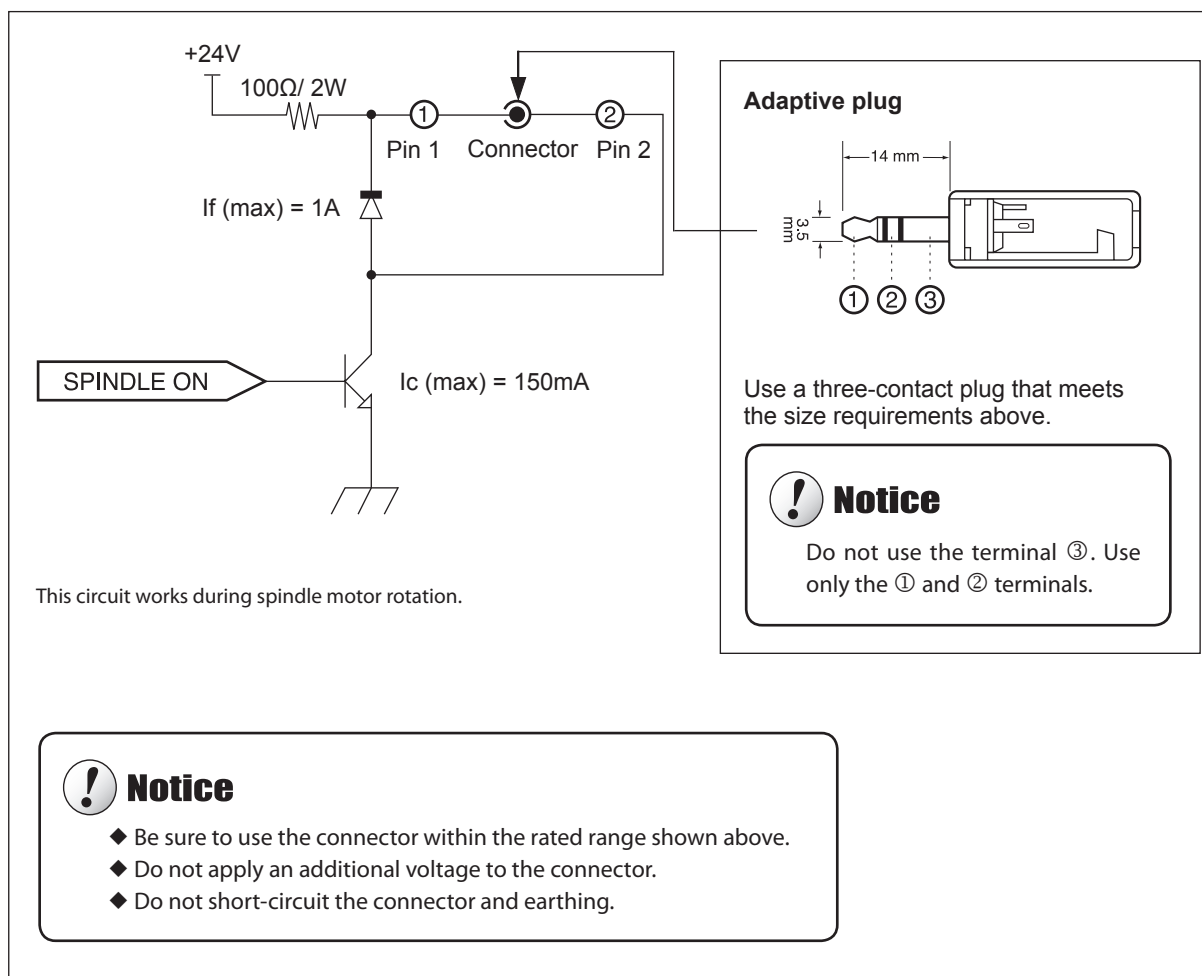 +24V
100Ω/ 2W
① ②
Pin 1 Connector Pin 2
If (max) = 1A
SPINDLE ON
Ic (max) = 150mA
This circuit works during spindle motor rotation.
Adaptive plug
14 mm
3.5
mm
① ② ③
Use a three-contact plug that meets
the size requirements above.
! Notice
Do not use the terminal ③. Use
only the ① and ② terminals.
! Notice
◆ Be sure to use the connector within the rated range shown above.
◆ Do not apply an additional voltage to the connector.
◆ Do not short-circuit the connector and earthing.